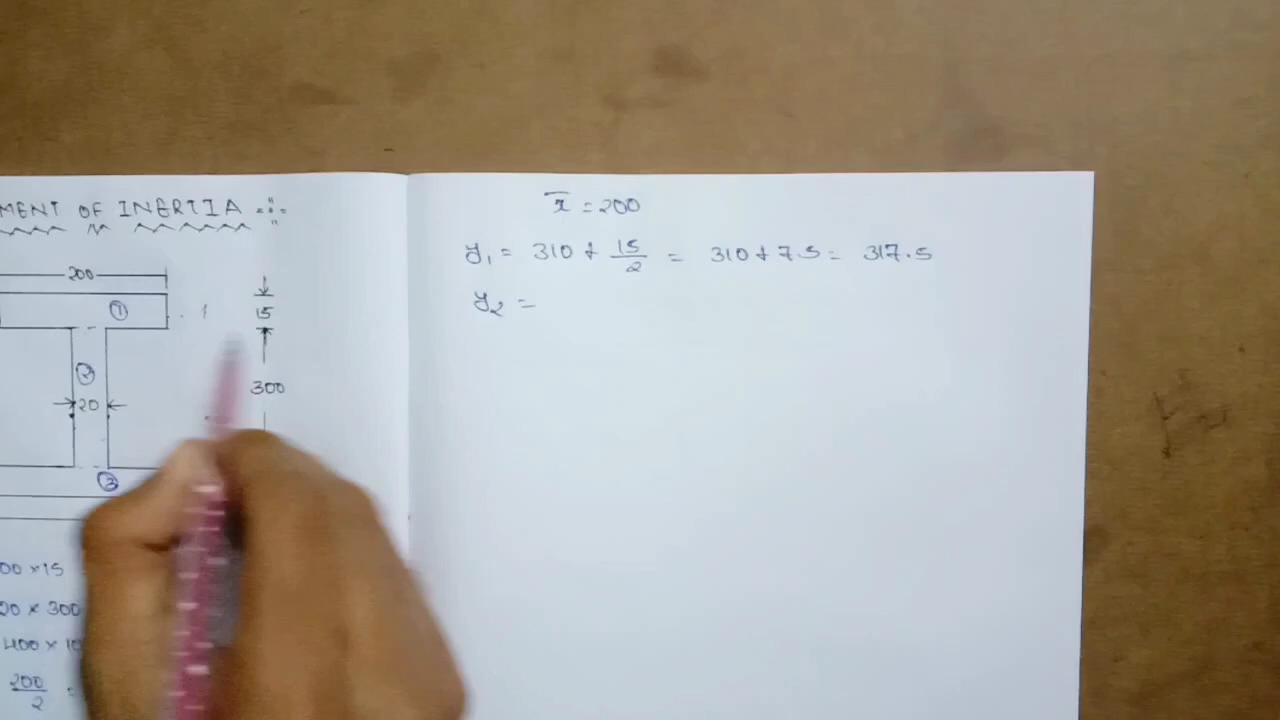 MENT OF INERTIA
200
① 15
②
300
20
③
00 × 15
20 × 300
400 × 10
200/2 =
x̄ = 200
y₁ = 310 + 15/2 = 310 + 7.5 = 317.5
y₂ =